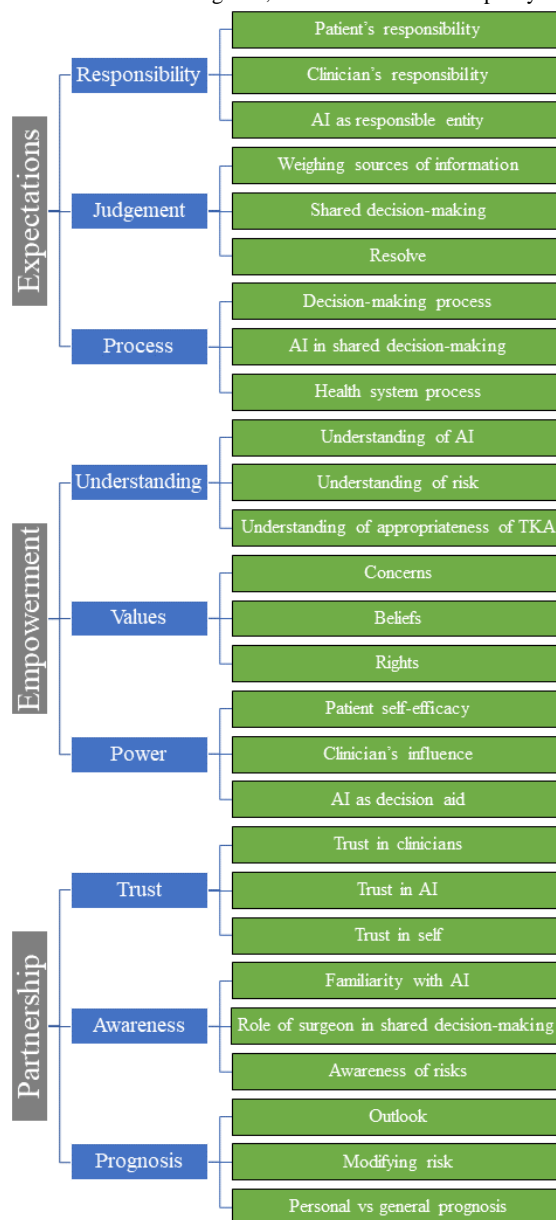 Expectations
Responsibility
Patient's responsibility
Clinician's responsibility
AI as responsible entity
Judgement
Weighing sources of information
Shared decision-making
Resolve
Process
Decision-making process
AI in shared decision-making
Health system process
Empowerment
Understanding
Understanding of AI
Understanding of risk
Understanding of appropriateness of TKA
Values
Concerns
Beliefs
Rights
Power
Patient self-efficacy
Clinician's influence
AI as decision aid
Partnership
Trust
Trust in clinicians
Trust in AI
Trust in self
Awareness
Familiarity with AI
Role of surgeon in shared decision-making
Awareness of risks
Prognosis
Outlook
Modifying risk
Personal vs general prognosis